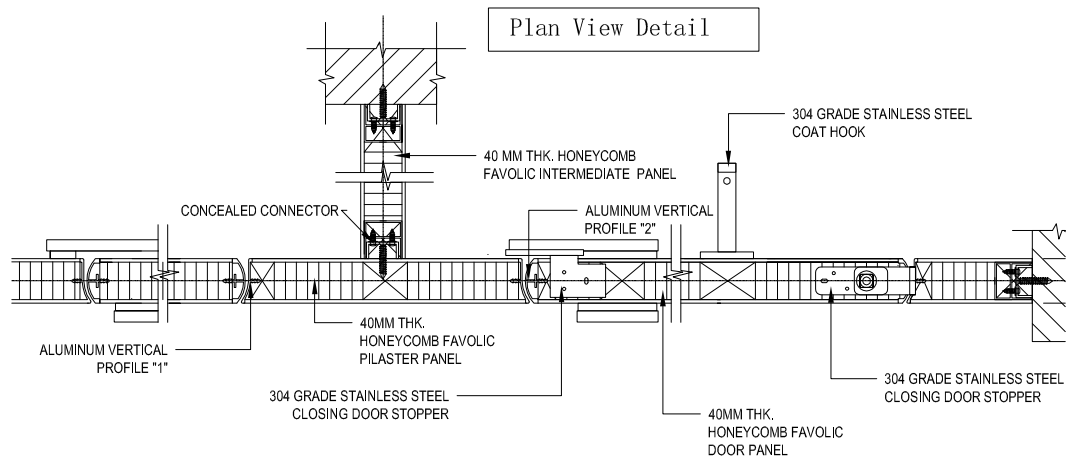 Plan View Detail
304 GRADE STAINLESS STEEL
COAT HOOK
40 MM THK. HONEYCOMB
FAVOLIC INTERMEDIATE PANEL
CONCEALED CONNECTOR
ALUMINUM VERTICAL
PROFILE "2"
40MM THK.
HONEYCOMB FAVOLIC
PILASTER PANEL
ALUMINUM VERTICAL
PROFILE "1"
304 GRADE STAINLESS STEEL
CLOSING DOOR STOPPER
304 GRADE STAINLESS STEEL
CLOSING DOOR STOPPER
40MM THK.
HONEYCOMB FAVOLIC
DOOR PANEL